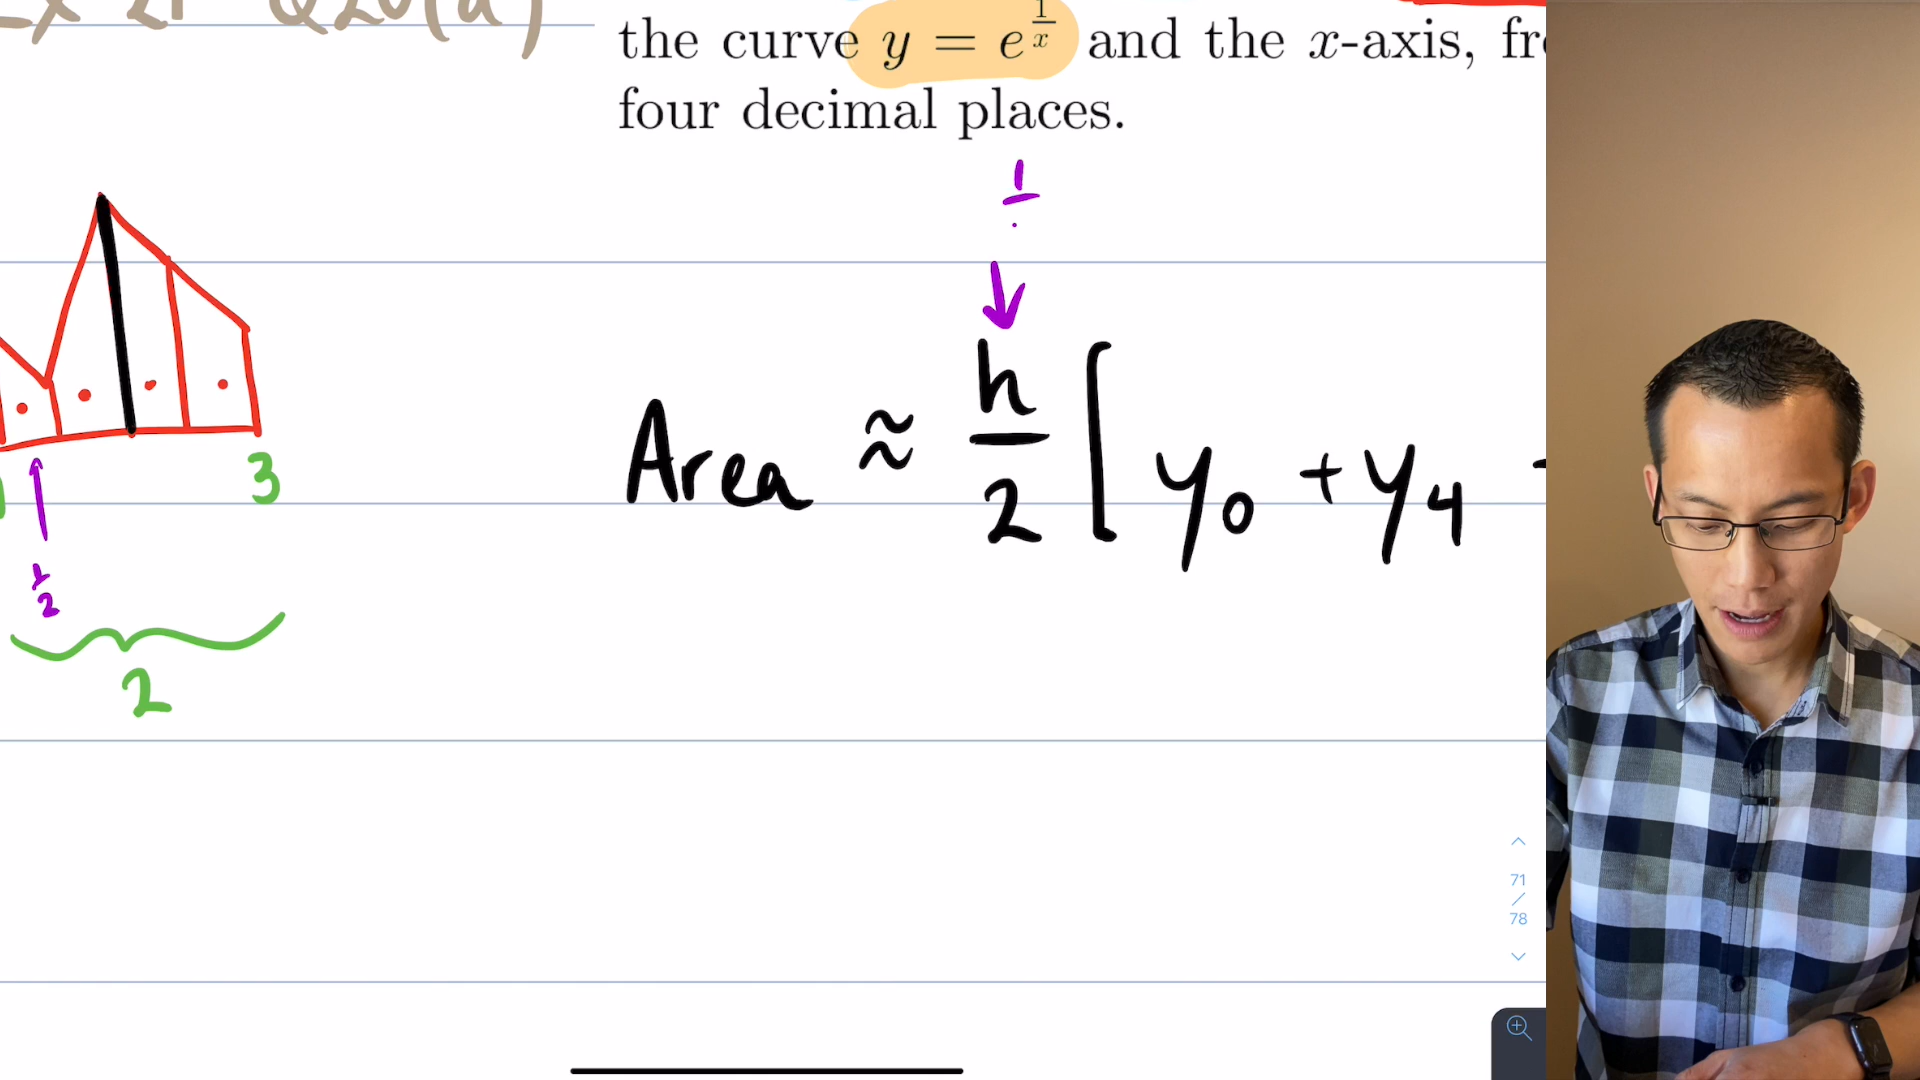 the curve y = e^{\frac{1}{x}} and the x-axis, fr
four decimal places.
1
h
Area ≈ — [ y₀ + y₄
2
3
1/2
2
71
/
78